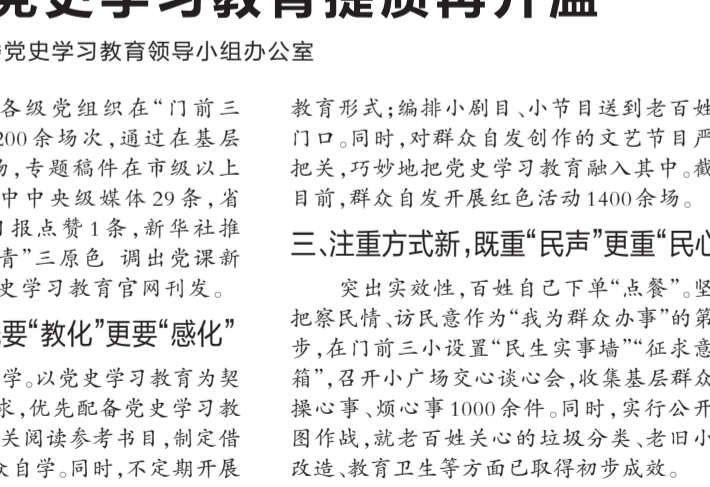 党史学习教育提质再升温
党史学习教育领导小组办公室
各级党组织在“门前三
200余场次,通过在基层
,专题稿件在市级以上
中中央级媒体29条,省
报点赞1条,新华社推
青”三原色 调出党课新
史学习教育官网刊发。
要“教化”更要“感化”
学。以党史学习教育为契
求,优先配备党史学习教
关阅读参考书目,制定借
众自学。同时,不定期开展
教育形式;编排小剧目、小节目送到老百姓
门口。同时,对群众自发创作的文艺节目严
把关,巧妙地把党史学习教育融入其中。截
目前,群众自发开展红色活动1400余场。
三、注重方式新,既重“民声”更重“民心
突出实效性,百姓自己下单“点餐”。坚
把察民情、访民意作为“我为群众办事”的第
步,在门前三小设置“民生实事墙”“征求意
箱”,召开小广场交心谈心会,收集基层群众
操心事、烦心事1000余件。同时,实行公开
图作战,就老百姓关心的垃圾分类、老旧小
改造、教育卫生等方面已取得初步成效。